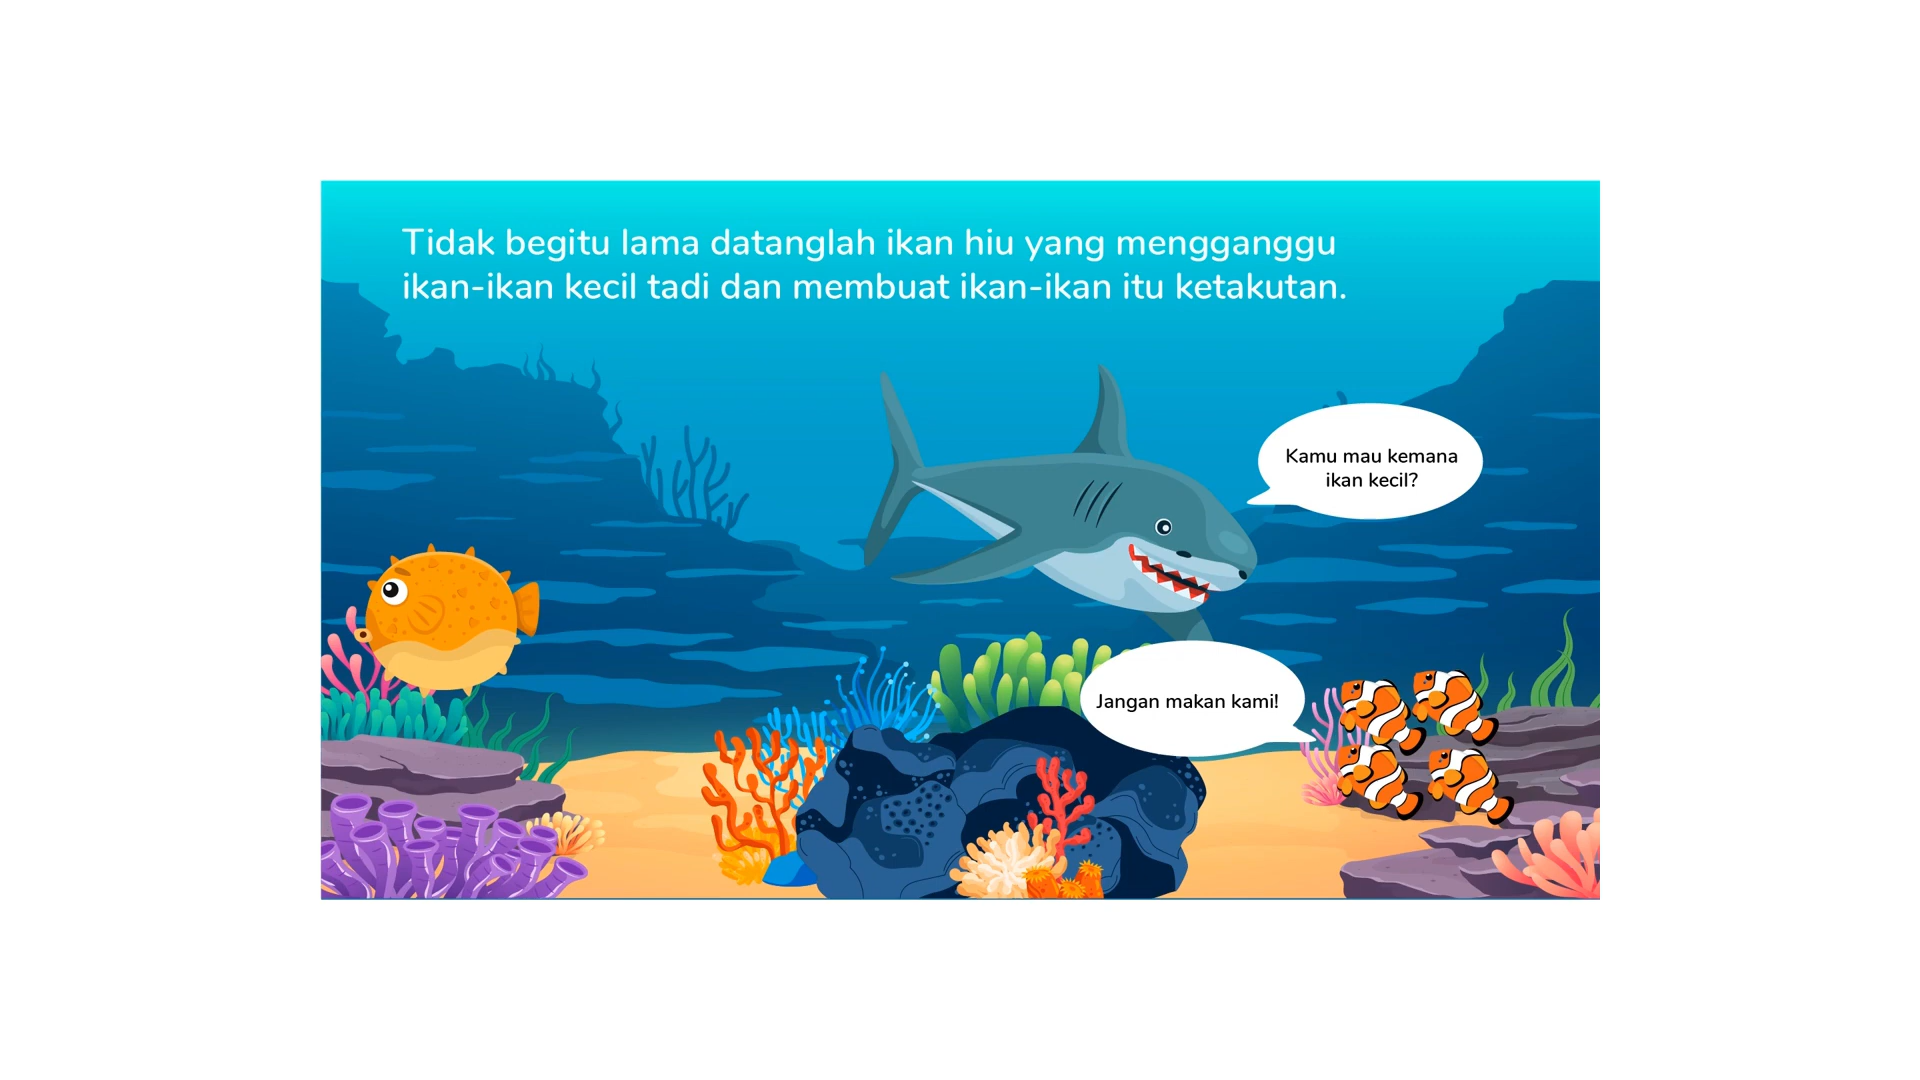 Tidak begitu lama datanglah ikan hiu yang mengganggu
ikan-ikan kecil tadi dan membuat ikan-ikan itu ketakutan.
Kamu mau kemana
ikan kecil?
Jangan makan kami!